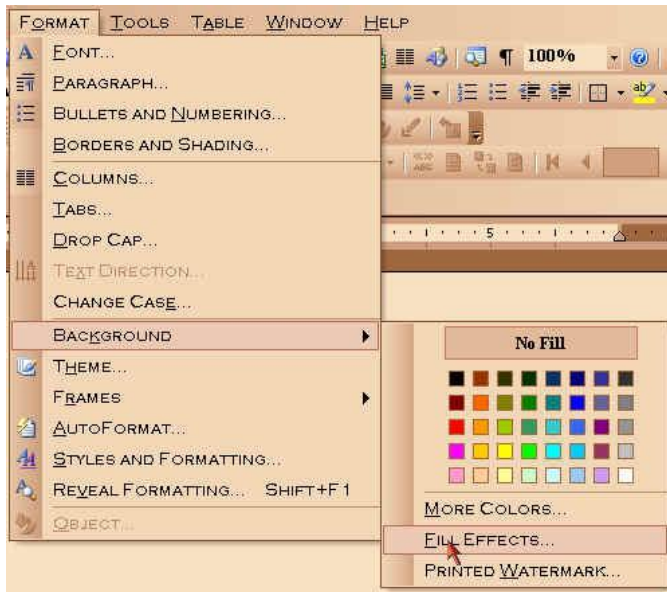 FORMAT TOOLS TABLE WINDOW HELP
FONT...
¶ 100%
PARAGRAPH...
BULLETS AND NUMBERING...
BORDERS AND SHADING...
COLUMNS...
TABS...
5
DROP CAP...
TEXT DIRECTION...
CHANGE CASE...
BACKGROUND
No Fill
THEME...
FRAMES
AUTOFORMAT...
STYLES AND FORMATTING...
REVEAL FORMATTING... SHIFT+F1
OBJECT...
MORE COLORS...
FILL EFFECTS...
PRINTED WATERMARK...